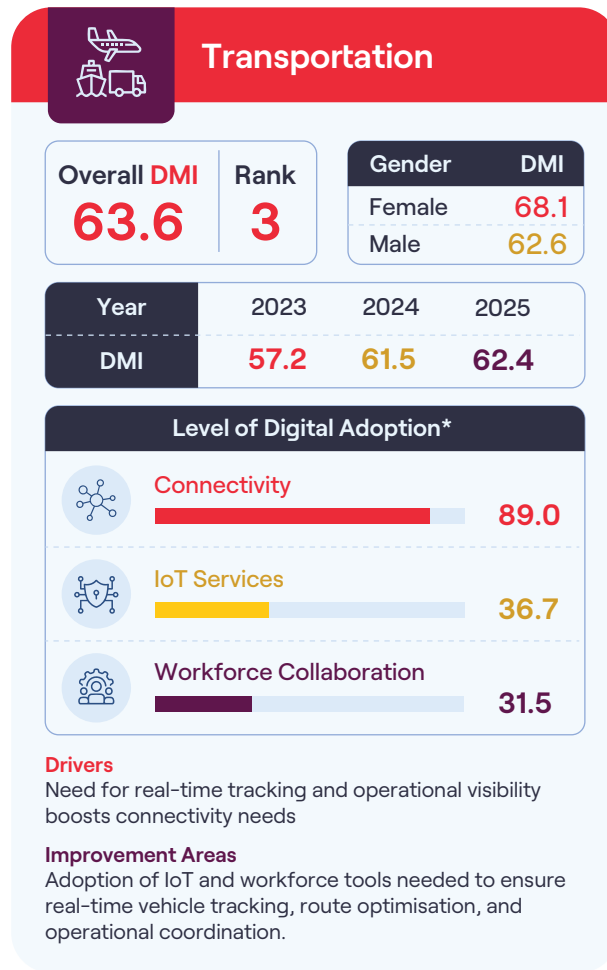 Transportation
Overall DMI
63.6
Rank
3
Gender DMI
Female 68.1
Male 62.6
Year 2023 2024 2025
DMI 57.2 61.5 62.4
Level of Digital Adoption*
Connectivity
89.0
IoT Services
36.7
Workforce Collaboration
31.5
Drivers
Need for real-time tracking and operational visibility
boosts connectivity needs
Improvement Areas
Adoption of IoT and workforce tools needed to ensure
real-time vehicle tracking, route optimisation, and
operational coordination.